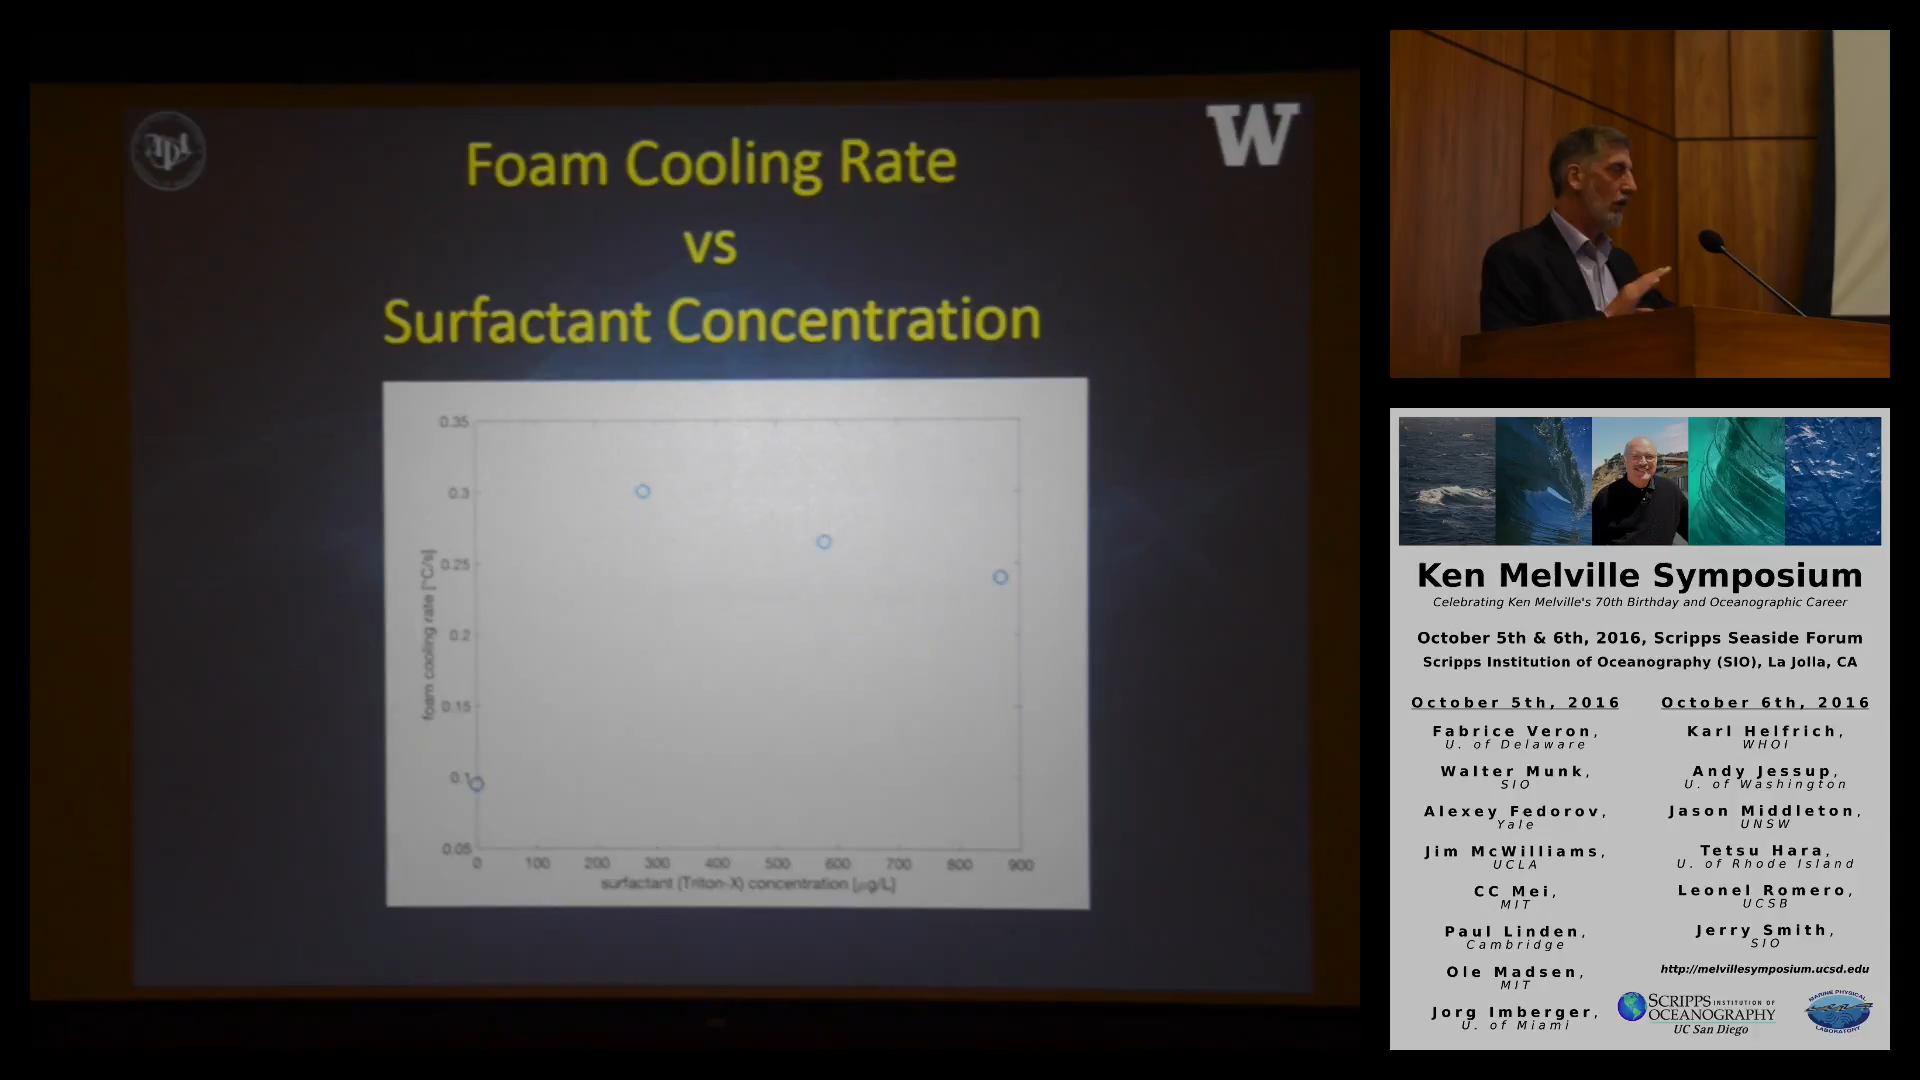 W
Foam Cooling Rate
vs
Surfactant Concentration
0.35
0.3
0.25
0.2
0.15
0.1
0.05
foam cooling rate [°C/s]
0 100 200 300 400 500 600 700 800 900
surfactant (Triton-X) concentration [µg/L]
Ken Melville Symposium
Celebrating Ken Melville's 70th Birthday and Oceanographic Career
October 5th & 6th, 2016, Scripps Seaside Forum
Scripps Institution of Oceanography (SIO), La Jolla, CA
October 5th, 2016
Fabrice Veron,
U. of Delaware
Walter Munk,
SIO
Alexey Fedorov,
Yale
Jim McWilliams,
UCLA
CC Mei,
MIT
Paul Linden,
Cambridge
Ole Madsen,
MIT
Jorg Imberger,
U. of Miami
October 6th, 2016
Karl Helfrich,
WHOI
Andy Jessup,
U. of Washington
Jason Middleton,
UNSW
Tetsu Hara,
U. of Rhode Island
Leonel Romero,
UCSB
Jerry Smith,
SIO
http://melvillesymposium.ucsd.edu
SCRIPPS INSTITUTION OF
OCEANOGRAPHY
UC San Diego
MARINE PHYSICAL
LABORATORY